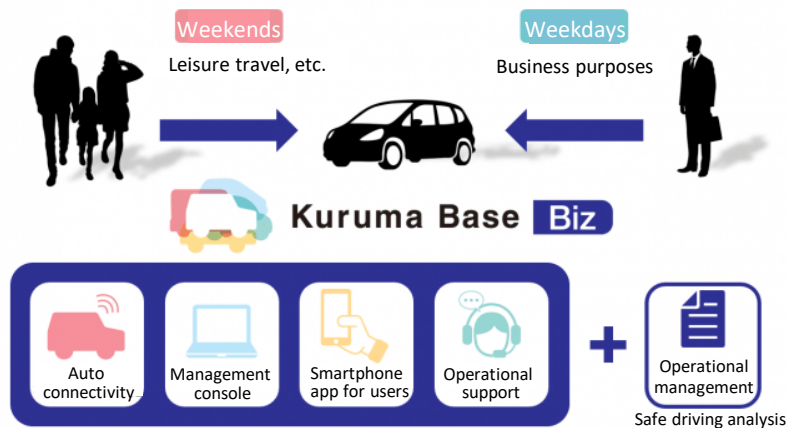 Weekends
Leisure travel, etc.
Weekdays
Business purposes
Kuruma Base Biz
Auto
connectivity
Management
console
Smartphone
app for users
Operational
support
Operational
management
Safe driving analysis